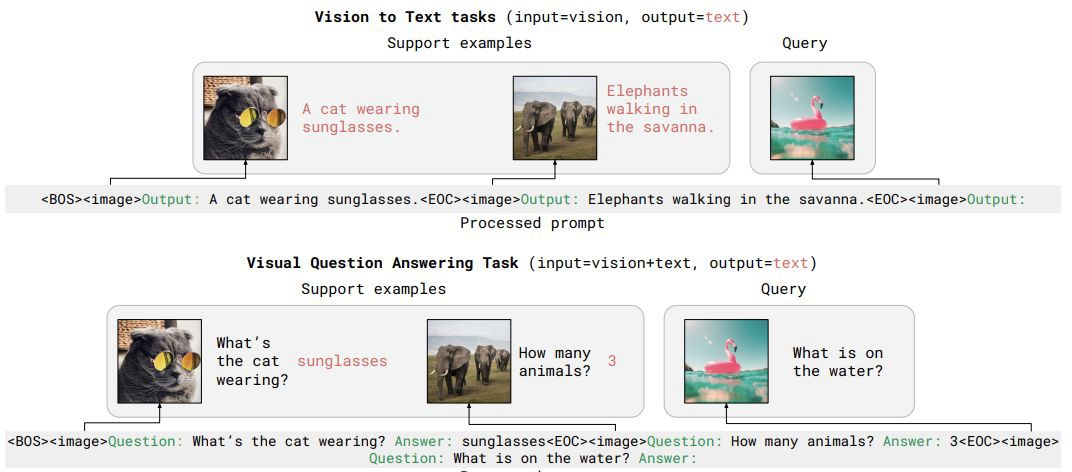 Vision to Text tasks (input=vision, output=text)
Support examples
Query
A cat wearing
sunglasses.
Elephants
walking in
the savanna.
<BOS><image>Output: A cat wearing sunglasses.<EOC><image>Output: Elephants walking in the savanna.<EOC><image>Output:
Processed prompt
Visual Question Answering Task (input=vision+text, output=text)
Support examples
Query
What's
the cat
wearing?
sunglasses
How many
animals?
3
What is on
the water?
<BOS><image>Question: What's the cat wearing? Answer: sunglasses<EOC><image>Question: How many animals? Answer: 3<EOC><image>
Question: What is on the water? Answer: